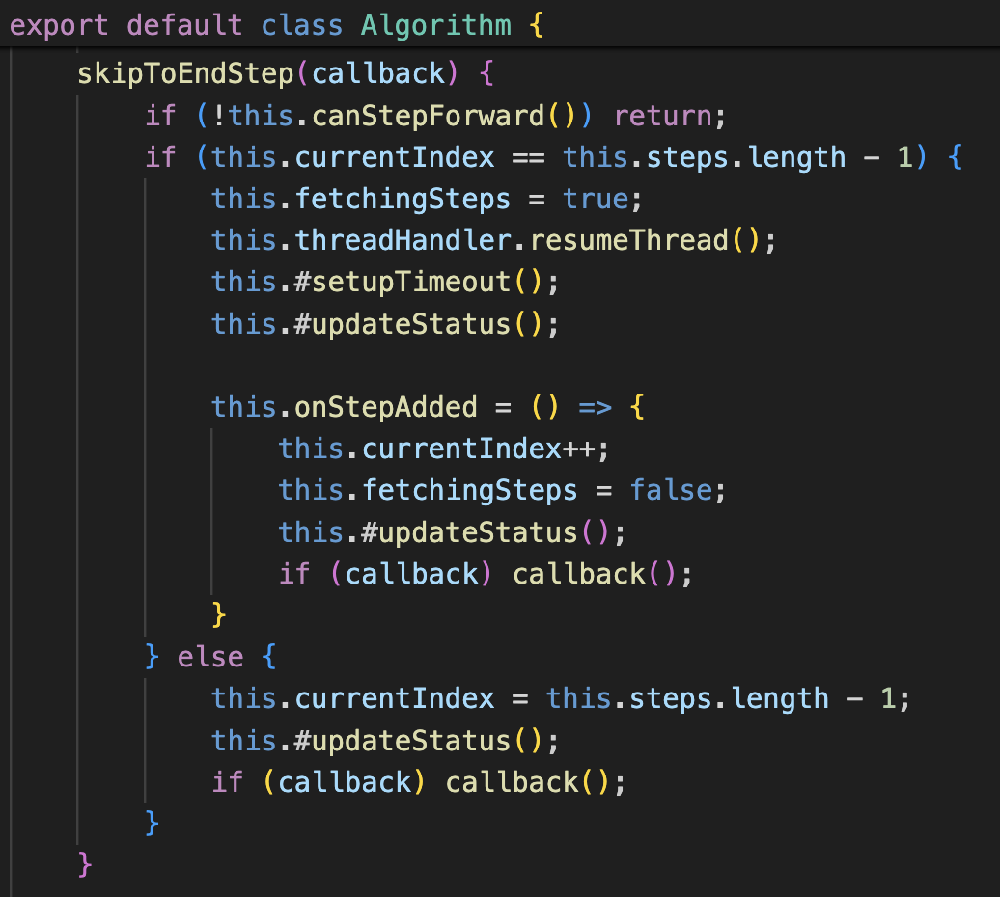 export default class Algorithm {
    skipToEndStep(callback) {
        if (!this.canStepForward()) return;
        if (this.currentIndex == this.steps.length - 1) {
            this.fetchingSteps = true;
            this.threadHandler.resumeThread();
            this.#setupTimeout();
            this.#updateStatus();

            this.onStepAdded = () => {
                this.currentIndex++;
                this.fetchingSteps = false;
                this.#updateStatus();
                if (callback) callback();
            }
        } else {
            this.currentIndex = this.steps.length - 1;
            this.#updateStatus();
            if (callback) callback();
        }
    }